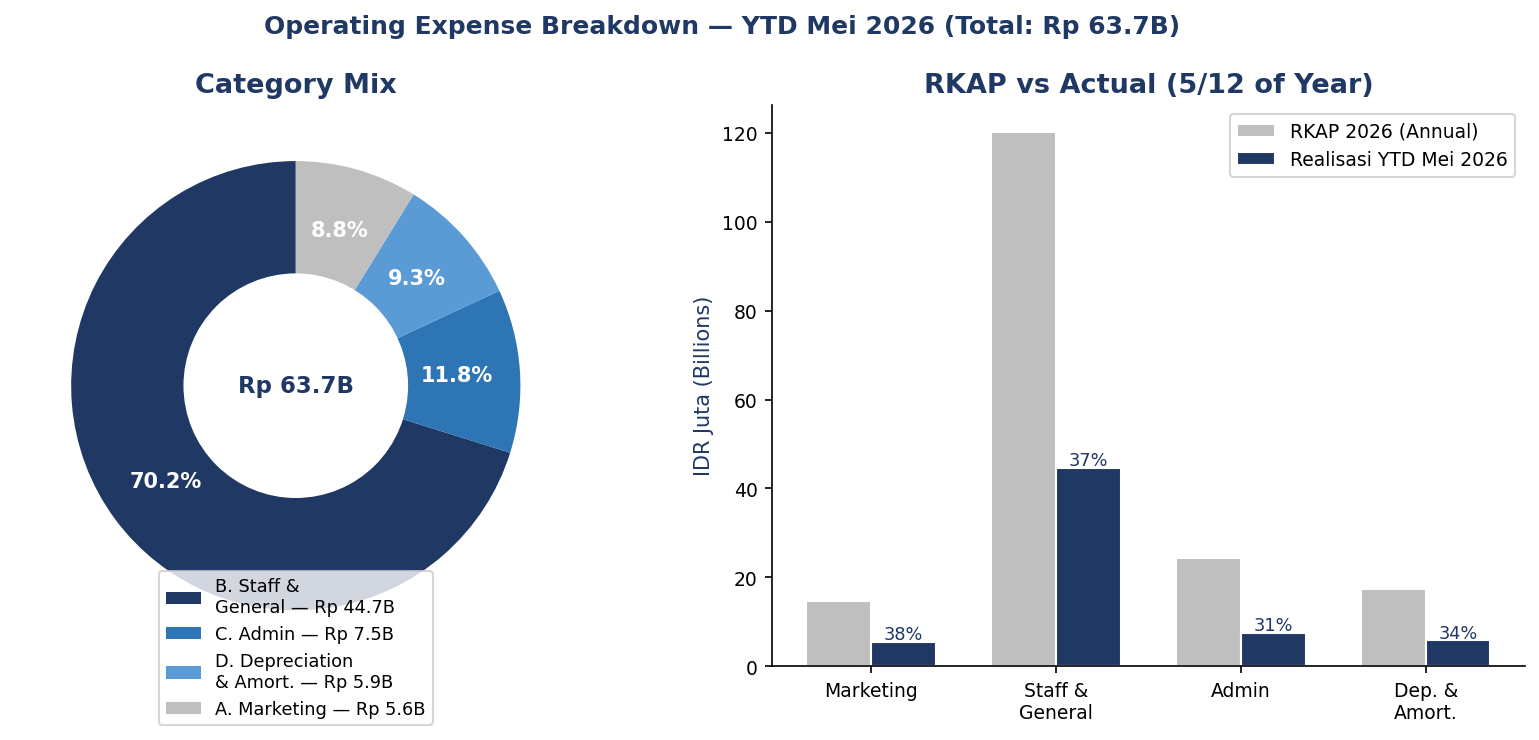 Operating Expense Breakdown — YTD Mei 2026 (Total: Rp 63.7B)
Category Mix
8.8%
9.3%
11.8%
Rp 63.7B
70.2%
B. Staff &
General — Rp 44.7B
C. Admin — Rp 7.5B
D. Depreciation
& Amort. — Rp 5.9B
A. Marketing — Rp 5.6B
RKAP vs Actual (5/12 of Year)
RKAP 2026 (Annual)
Realisasi YTD Mei 2026
IDR Juta (Billions)
120
100
80
60
40
20
0
38%
37%
31%
34%
Marketing
Staff &
General
Admin
Dep. &
Amort.